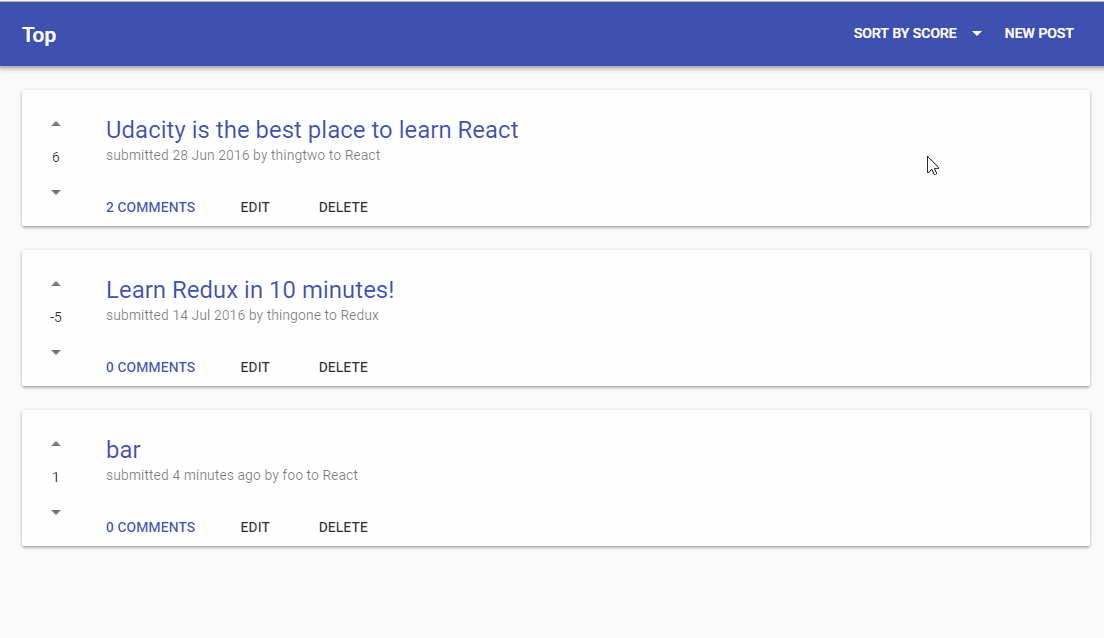 Top
SORT BY SCORE
NEW POST
Udacity is the best place to learn React
submitted 28 Jun 2016 by thingtwo to React
6
2 COMMENTS EDIT DELETE
Learn Redux in 10 minutes!
submitted 14 Jul 2016 by thingone to Redux
-5
0 COMMENTS EDIT DELETE
bar
submitted 4 minutes ago by foo to React
1
0 COMMENTS EDIT DELETE